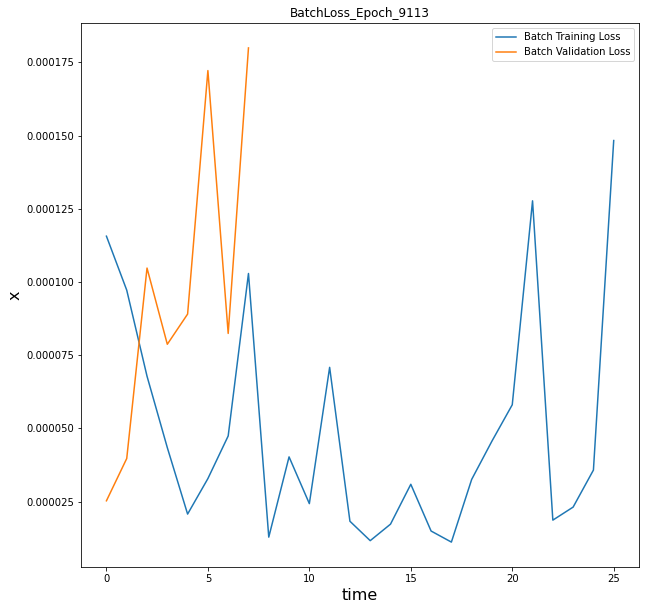 BatchLoss_Epoch_9113
Batch Training Loss
Batch Validation Loss
0.000175
0.000150
0.000125
0.000100
0.000075
0.000050
0.000025
x
0 5 10 15 20 25
time